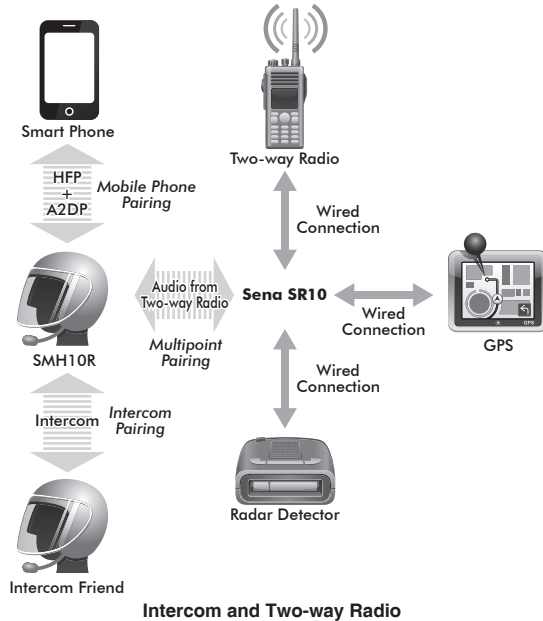 Smart Phone
Two-way Radio
HFP
+
A2DP
Mobile Phone
Pairing
Wired
Connection
Audio from
Two-way Radio
Sena SR10
Wired
Connection
GPS
GPS
SMH10R
Multipoint
Pairing
Wired
Connection
Intercom
Intercom
Pairing
Radar Detector
Intercom Friend
Intercom and Two-way Radio